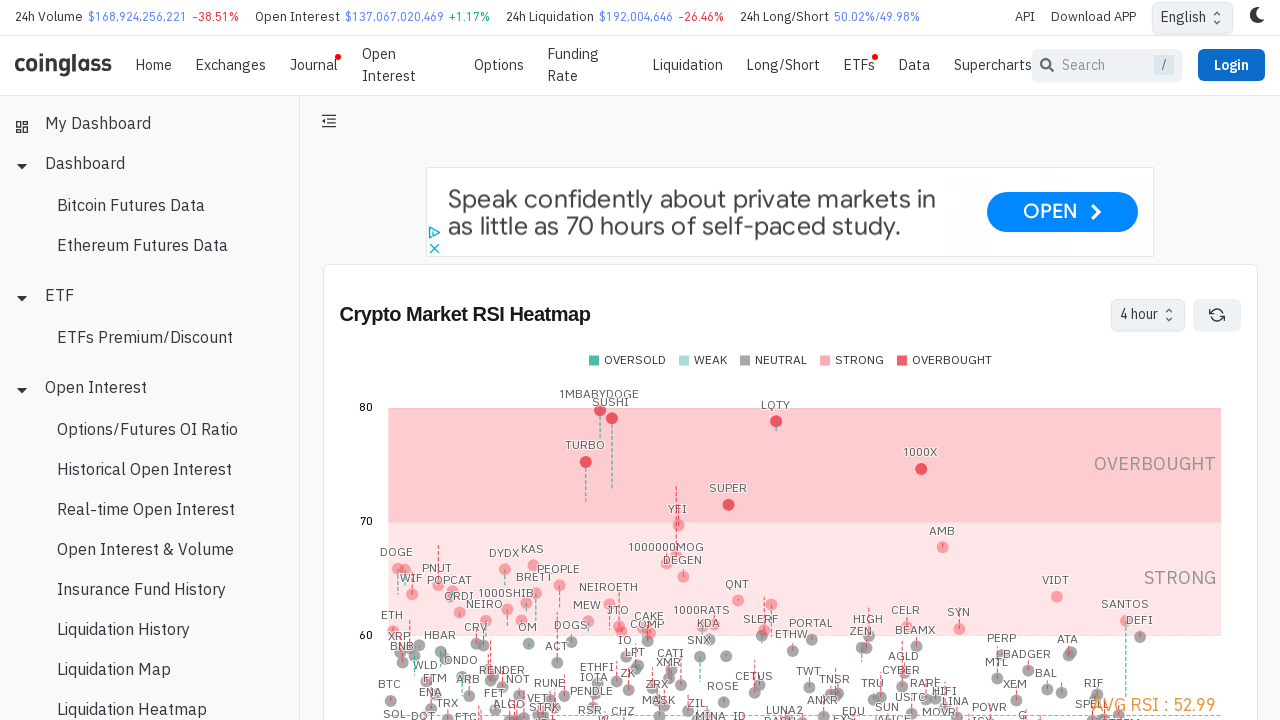 24h Volume $168,924,256,221 -38.51% Open Interest $137,067,020,469 +1.17% 24h Liquidation $192,004,646 -26.46% 24h Long/Short 50.02%/49.98% API Download APP English
coinglass Home Exchanges Journal Open Interest Options Funding Rate Liquidation Long/Short ETFs Data Supercharts Search / Login
My Dashboard
Dashboard
Bitcoin Futures Data
Ethereum Futures Data
ETF
ETFs Premium/Discount
Open Interest
Options/Futures OI Ratio
Historical Open Interest
Real-time Open Interest
Open Interest & Volume
Insurance Fund History
Liquidation History
Liquidation Map
Liquidation Heatmap
Speak confidently about private markets in
as little as 70 hours of self-paced study.
OPEN
Crypto Market RSI Heatmap
4 hour
OVERSOLD WEAK NEUTRAL STRONG OVERBOUGHT
1MBABYDOGE
80 SUSHI LQTY
TURBO 1000X
OVERBOUGHT
SUPER
YFI
70
AMB
1000000MOG
DOGE DYDX KAS
DEGEN
PNUT PEOPLE
WIF POPCAT BRETT STRONG
NEIROETH QNT VIDT
ORDI 1000SHIB
NEIRO MEW JTO 1000RATS CELR SYN SANTOS
ETH CAKE
CRV OM DOGS COMP KDA SLERF PORTAL HIGH DEFI
60 XRP HBAR IO SNX ETHW ZEN BEAMX PERP ATA
BNB ACT LPT CATI AGLD BADGER
WLD ONDO ETHFI ZK XMR TWT CYBER MTL
FTM ARB RENDER NOT RUNE IOTA ZRX CETUS TNSR TRU RARE BAL
BTC ENA FET VET PENDLE MASK ROSE ANKR USTC HIFI XEM RIF
TRX ALGO STRK ZIL SUN LINA SPELL
AVG RSI : 52.99
SOL DOT ETC RSR CHZ MINA ID LUNA2 EDU MOVR POWR